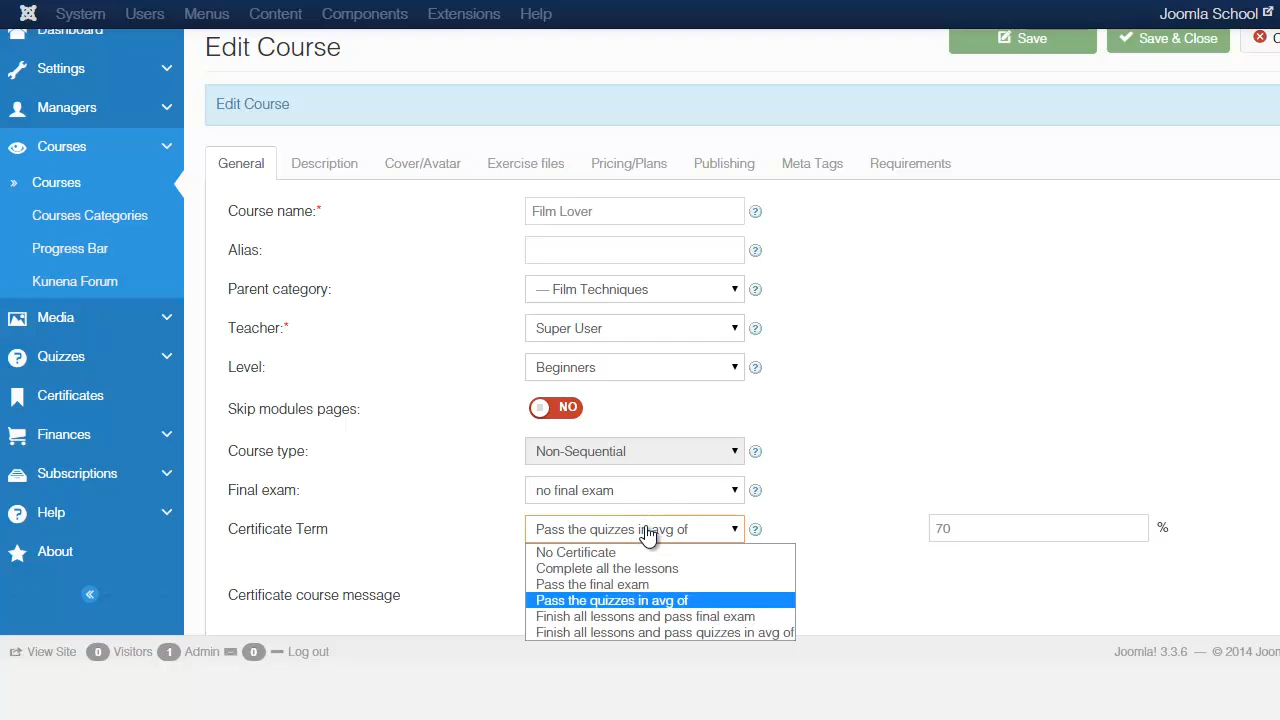 System Users Menus Content Components Extensions Help Joomla School
Dashboard
Settings
Managers
Courses
» Courses
Courses Categories
Progress Bar
Kunena Forum
Media
Quizzes
Certificates
Finances
Subscriptions
Help
About
Edit Course
Save
Save & Close
Edit Course
General Description Cover/Avatar Exercise files Pricing/Plans Publishing Meta Tags Requirements
Course name:* Film Lover
Alias:
Parent category: — Film Techniques
Teacher:* Super User
Level: Beginners
Skip modules pages: NO
Course type: Non-Sequential
Final exam: no final exam
Certificate Term Pass the quizzes in avg of 70 %
No Certificate
Complete all the lessons
Pass the final exam
Pass the quizzes in avg of
Finish all lessons and pass final exam
Finish all lessons and pass quizzes in avg of
Certificate course message
View Site 0 Visitors 1 Admin 0 Log out Joomla! 3.3.6 — © 2014